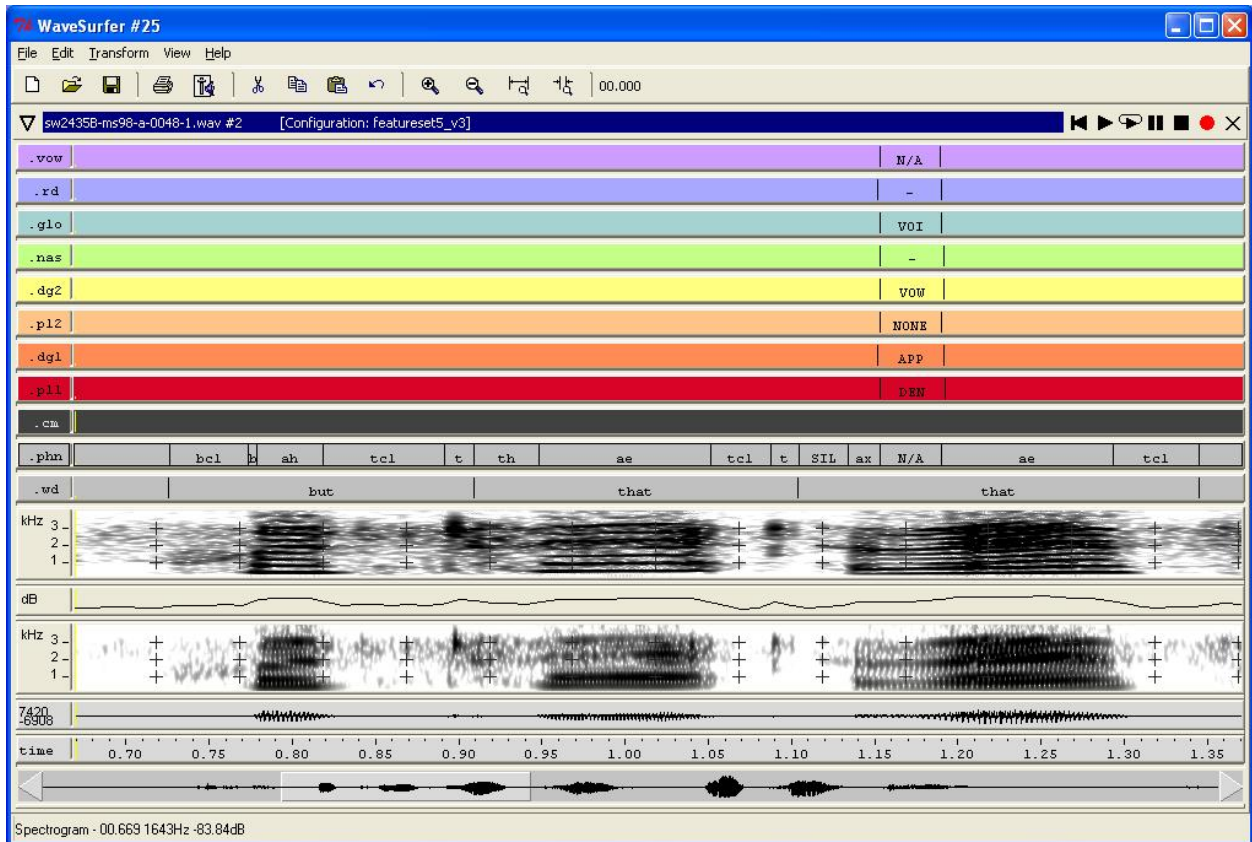 WaveSurfer #25
File Edit Transform View Help
00.000
sw2435B-ms98-a-0048-1.wav #2 [Configuration: featureset5_v3]
.vow N/A
.rd -
.glo VOI
.nas -
.dg2 VOW
.pl2 NONE
.dg1 APP
.pl1 DEN
.cm
.phn bcl b ah tcl t th ae tcl t SIL ax N/A ae tcl
.wd but that that
kHz 3
2
1
dB
kHz 3
2
1
7420
-6908
time 0.70 0.75 0.80 0.85 0.90 0.95 1.00 1.05 1.10 1.15 1.20 1.25 1.30 1.35
Spectrogram - 00.669 1643Hz -83.84dB